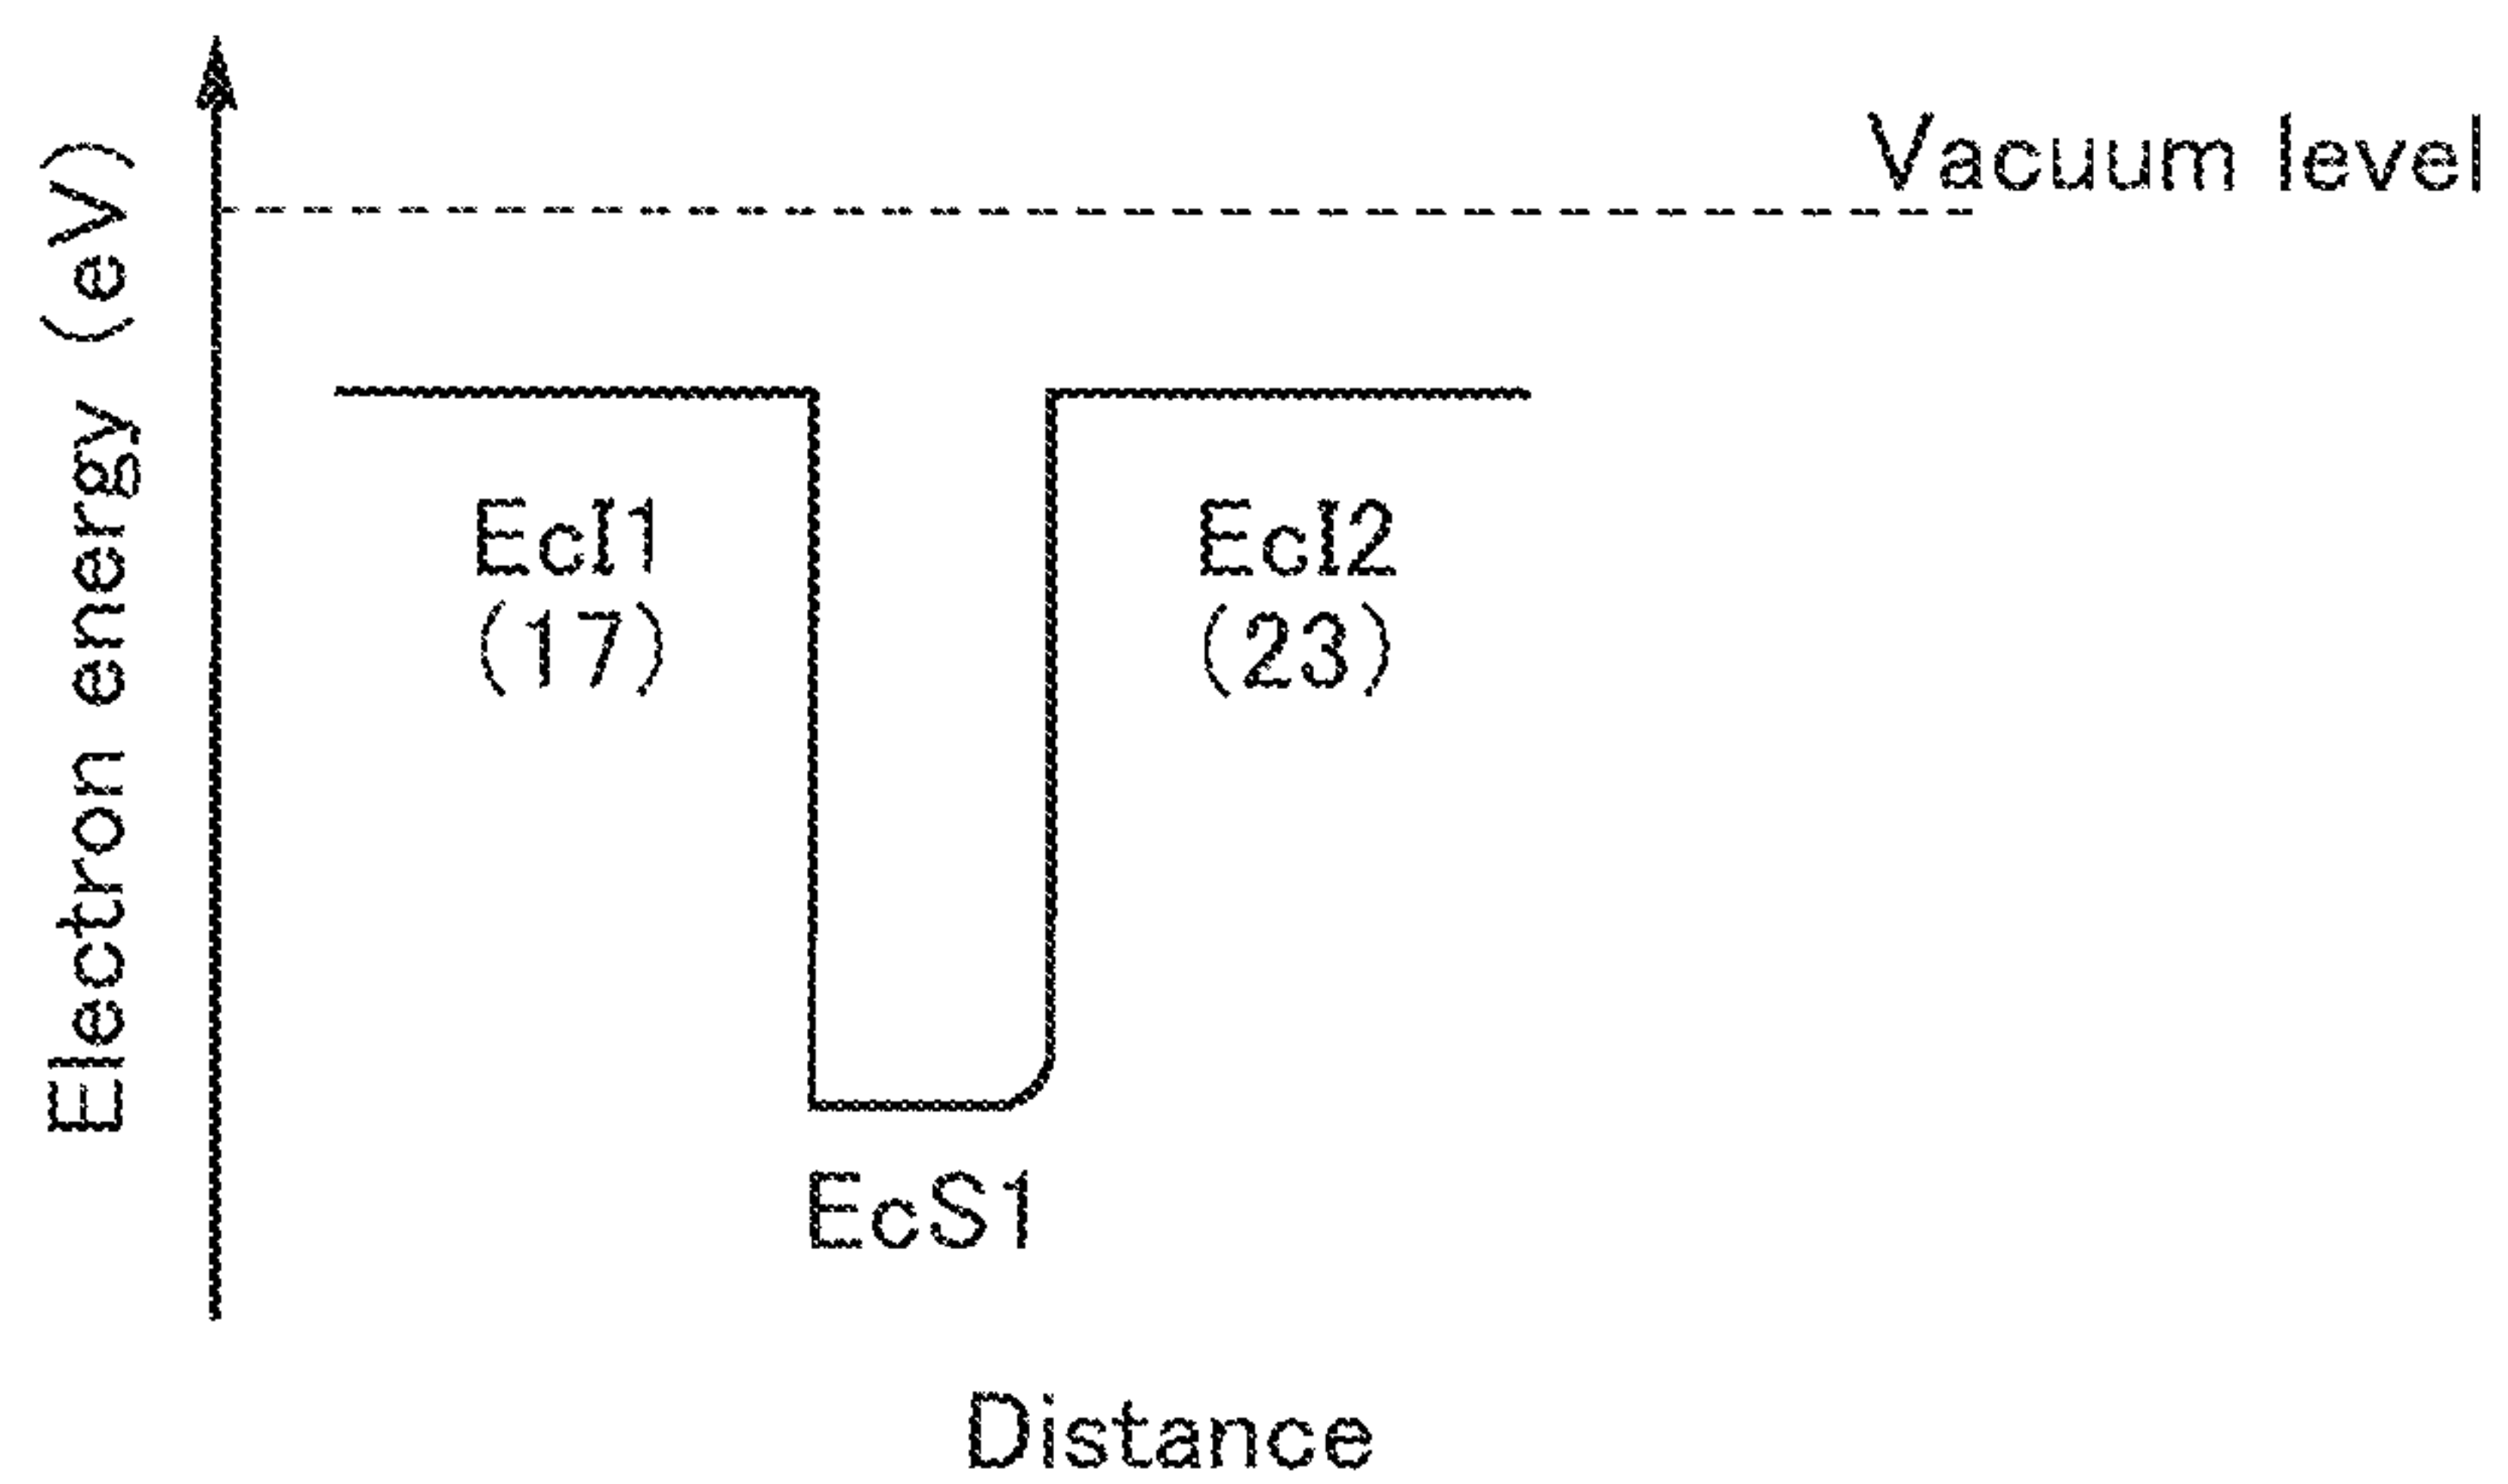 Electron energy (eV)
Vacuum level
EcI1
(17)
EcI2
(23)
EcS1
Distance